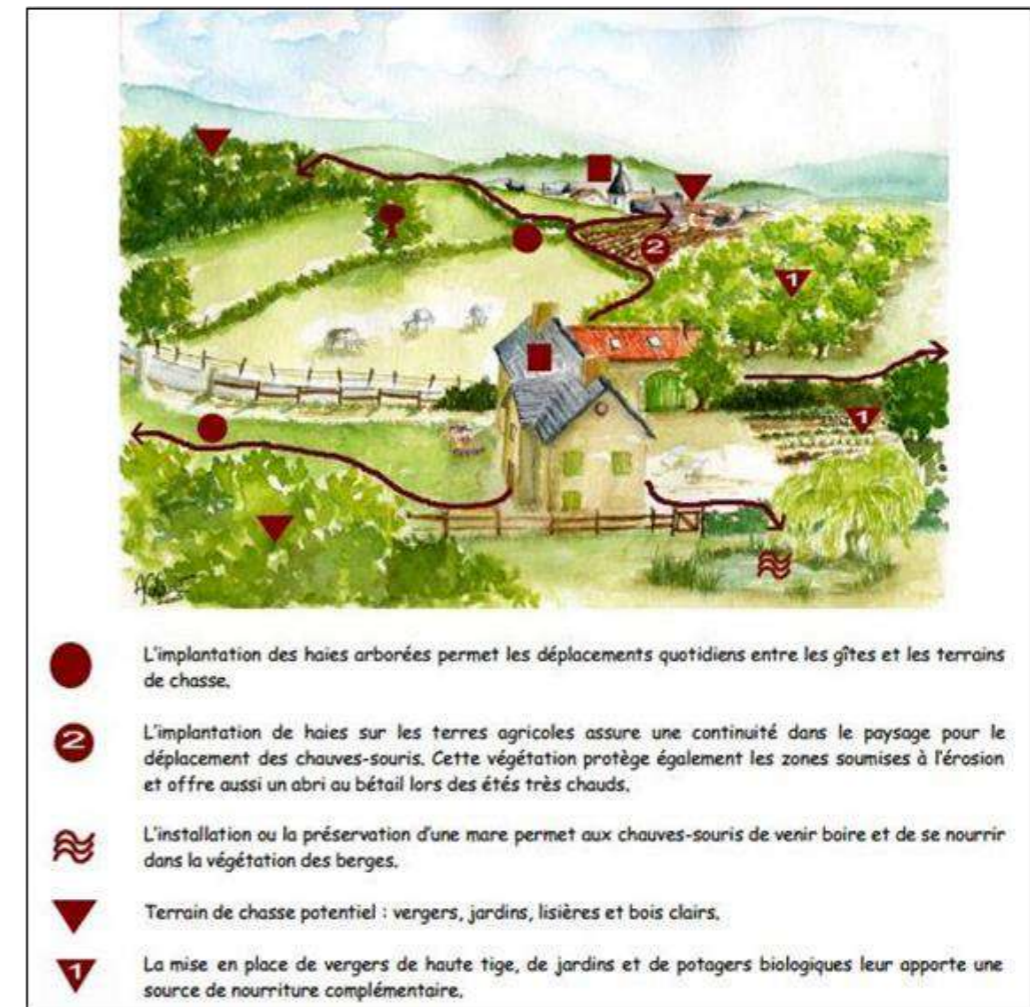 2
1
1
L'implantation des haies arborées permet les déplacements quotidiens entre les gîtes et les terrains
de chasse.
2
L'implantation de haies sur les terres agricoles assure une continuité dans le paysage pour le
déplacement des chauves-souris. Cette végétation protège également les zones soumises à l'érosion
et offre aussi un abri au bétail lors des étés très chauds.
L'installation ou la préservation d'une mare permet aux chauves-souris de venir boire et de se nourrir
dans la végétation des berges.
Terrain de chasse potentiel : vergers, jardins, lisières et bois clairs.
1
La mise en place de vergers de haute tige, de jardins et de potagers biologiques leur apporte une
source de nourriture complémentaire.